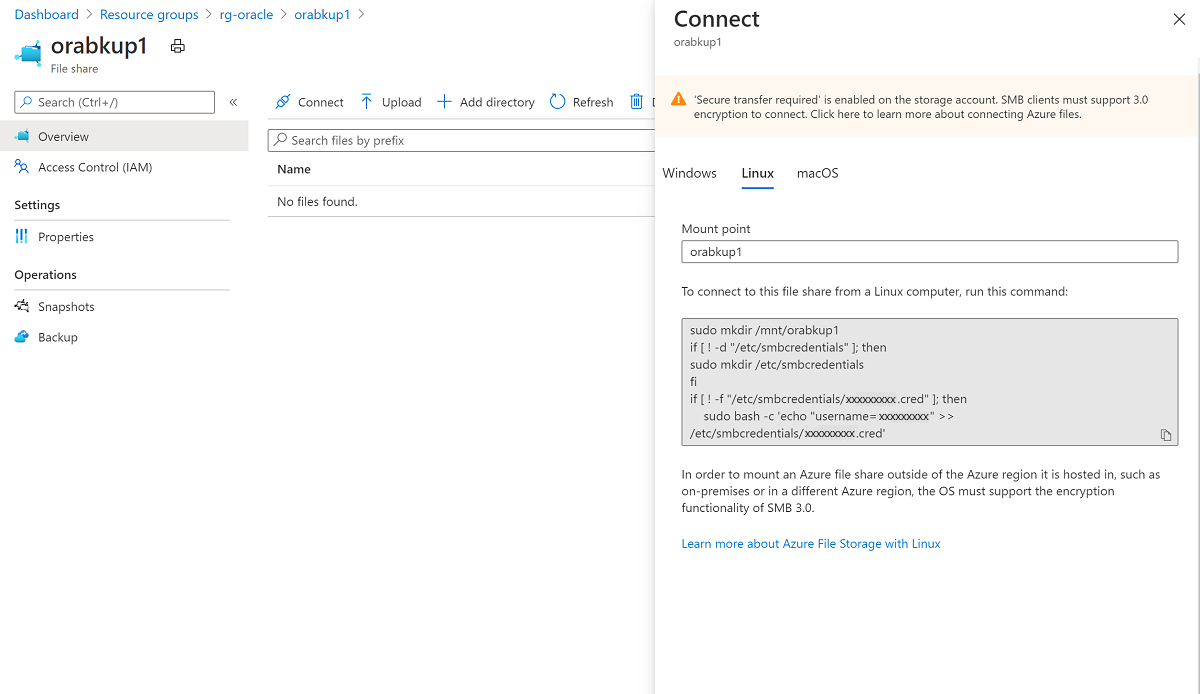 Dashboard > Resource groups > rg-oracle > orabkup1 >
orabkup1
File share
Search (Ctrl+/)
«
Overview
Access Control (IAM)
Settings
Properties
Operations
Snapshots
Backup
Connect
Upload
Add directory
Refresh
Search files by prefix
Name
No files found.
Connect
orabkup1
'Secure transfer required' is enabled on the storage account. SMB clients must support 3.0
encryption to connect. Click here to learn more about connecting Azure files.
Windows
Linux
macOS
Mount point
orabkup1
To connect to this file share from a Linux computer, run this command:
sudo mkdir /mnt/orabkup1
if [ ! -d "/etc/smbcredentials" ]; then
sudo mkdir /etc/smbcredentials
fi
if [ ! -f "/etc/smbcredentials/xxxxxxxxx.cred" ]; then
sudo bash -c 'echo "username=xxxxxxxxx" >>
/etc/smbcredentials/xxxxxxxxx.cred'
In order to mount an Azure file share outside of the Azure region it is hosted in, such as
on-premises or in a different Azure region, the OS must support the encryption
functionality of SMB 3.0.
Learn more about Azure File Storage with Linux